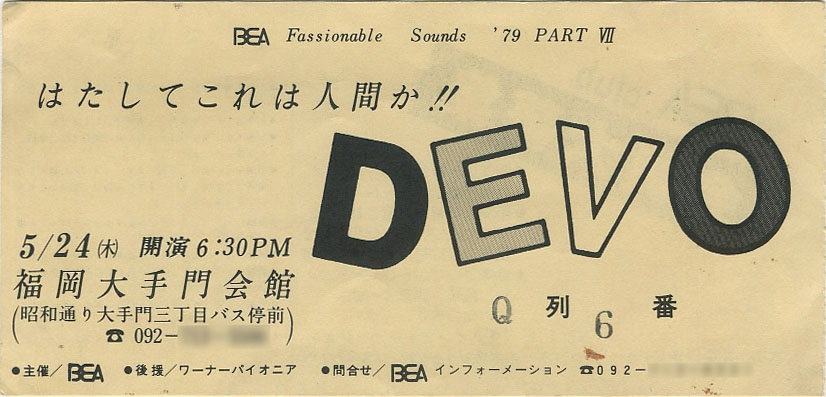 BEA Fassionable Sounds '79 PART Ⅶ
はたしてこれは人間か!!
DEVO
5/24㈭ 開演6:30PM
福岡大手門会館
(昭和通り大手門三丁目バス停前)
☎ 092-
Q列6番
●主催/BEA ●後援/ワーナーパイオニア ●問合せ/BEAインフォーメーション ☎092-